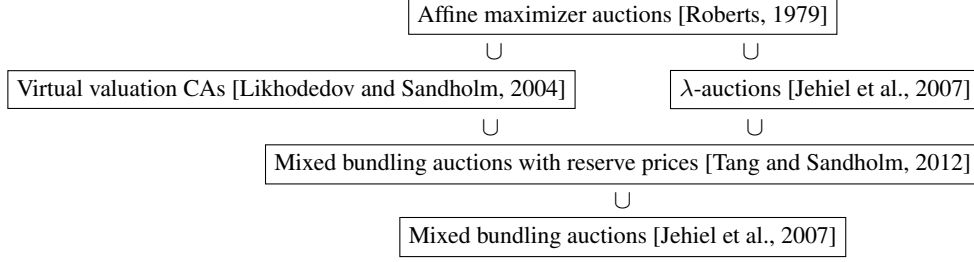 Affine maximizer auctions [Roberts, 1979]
∪ ∪
Virtual valuation CAs [Likhodedov and Sandholm, 2004] λ-auctions [Jehiel et al., 2007]
∪ ∪
Mixed bundling auctions with reserve prices [Tang and Sandholm, 2012]
∪
Mixed bundling auctions [Jehiel et al., 2007]